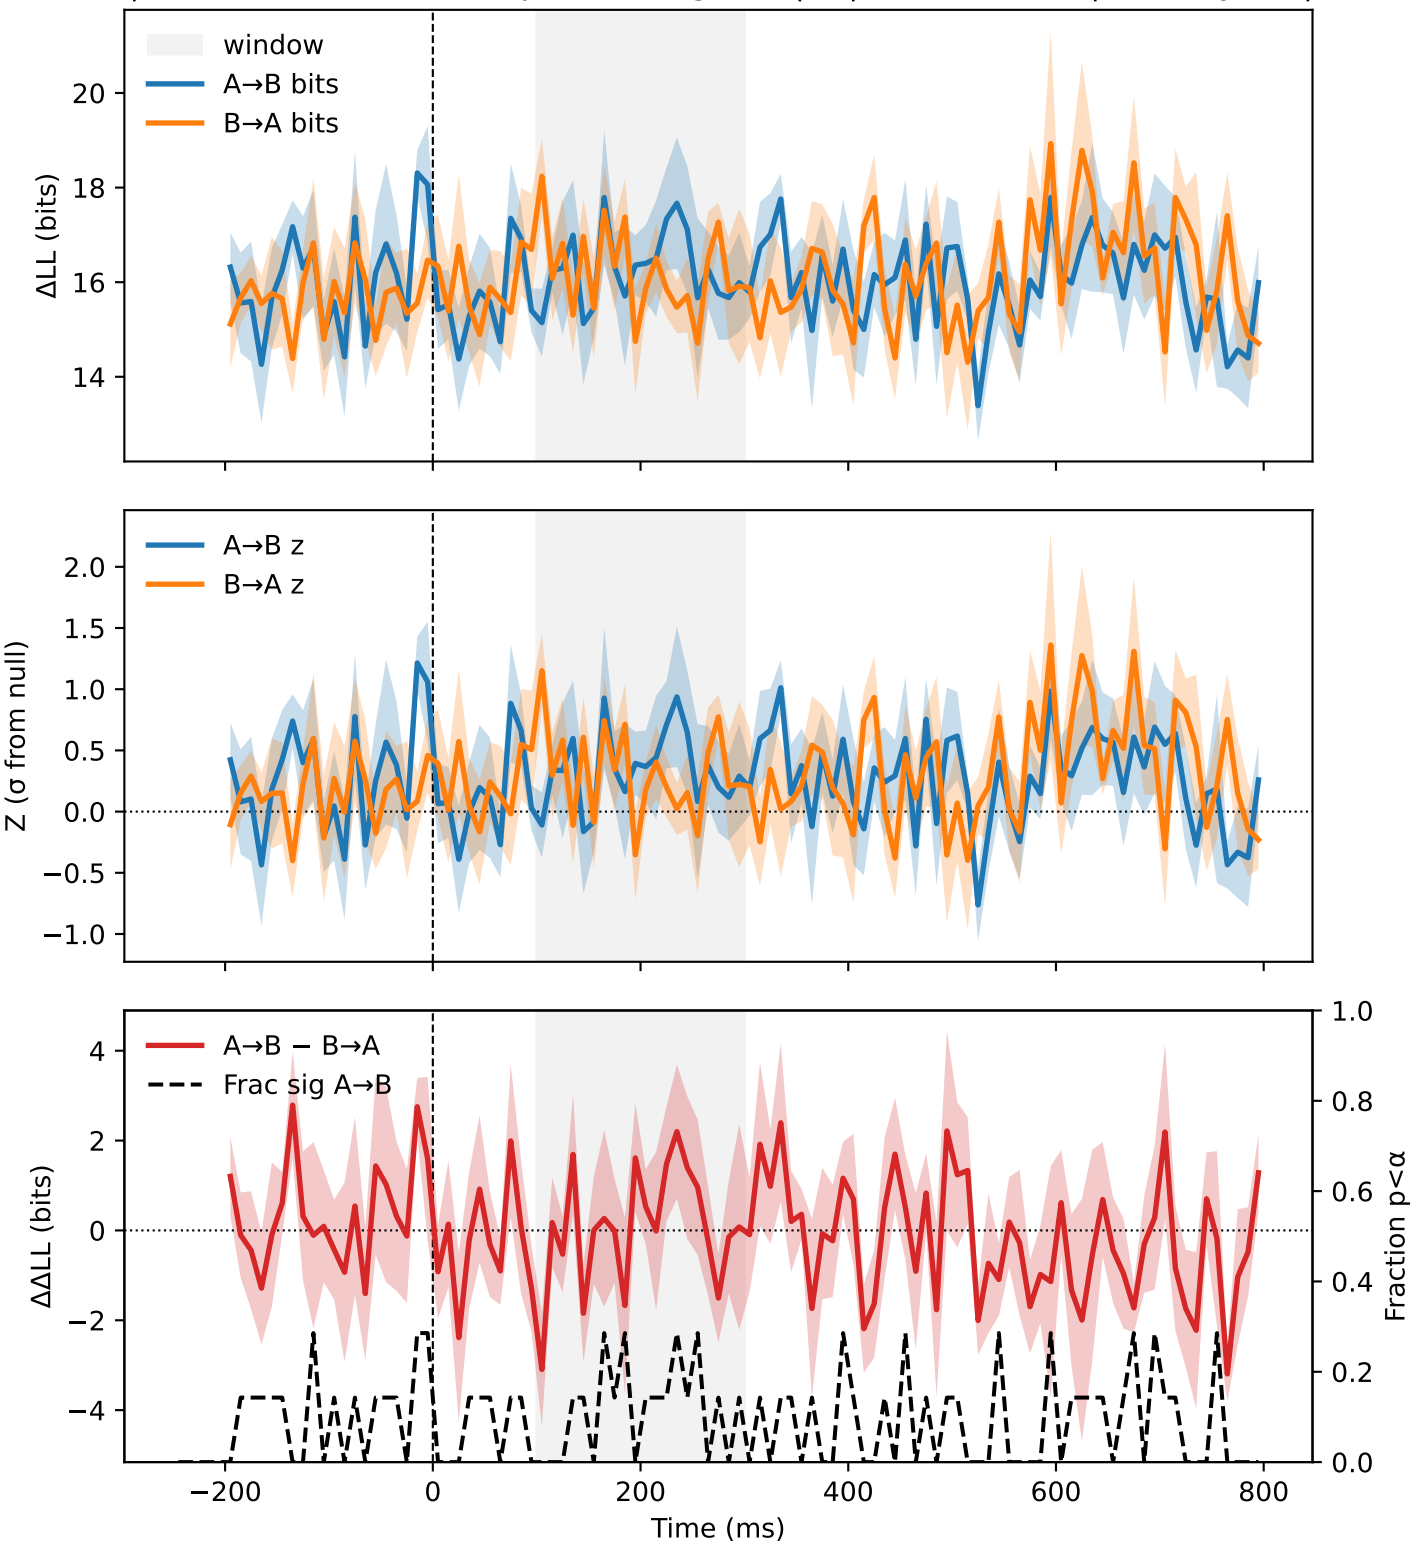 window
A→B bits
B→A bits
ΔLL (bits)
20
18
16
14
A→B z
B→A z
Z (σ from null)
2.0
1.5
1.0
0.5
0.0
−0.5
−1.0
A→B − B→A
Frac sig A→B
ΔΔLL (bits)
4
2
0
−2
−4
1.0
0.8
0.6
0.4
0.2
0.0
Fraction p<α
−200
0
200
400
600
800
Time (ms)